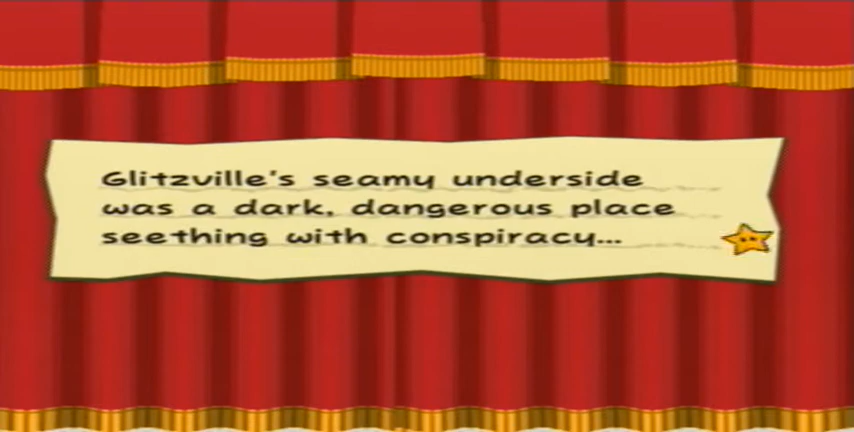 Glitzville's seamy underside
was a dark, dangerous place
seething with conspiracy...